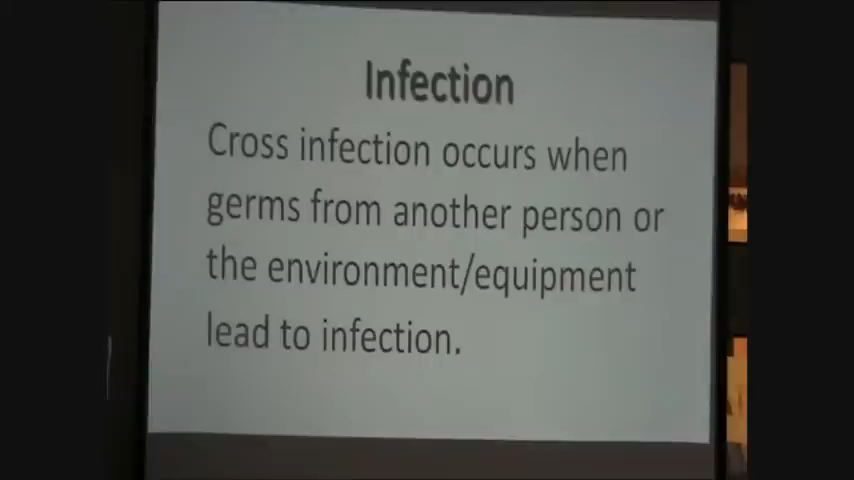 Infection
Cross infection occurs when
germs from another person or
the environment/equipment
lead to infection.